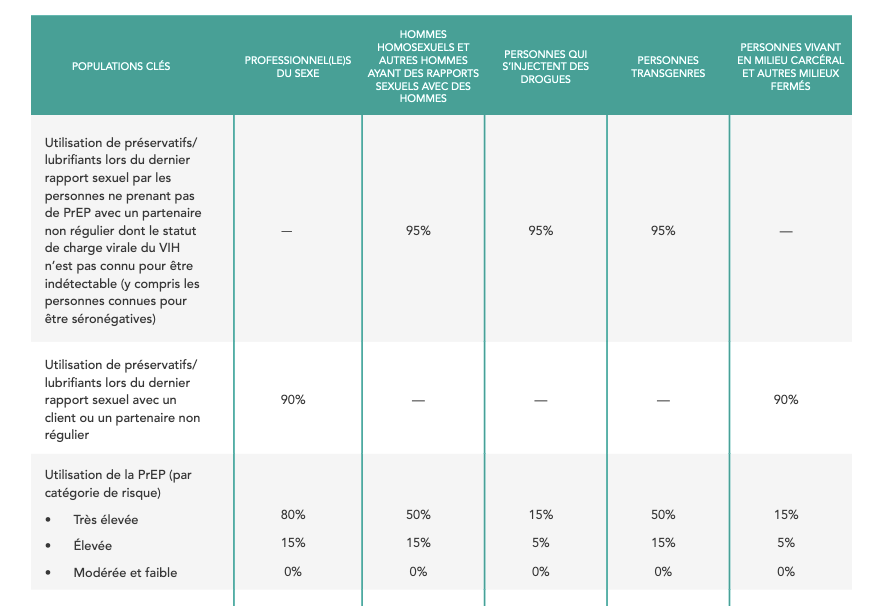 POPULATIONS CLÉS
PROFESSIONNEL(LE)S
DU SEXE
HOMMES
HOMOSEXUELS ET
AUTRES HOMMES
AYANT DES RAPPORTS
SEXUELS AVEC DES
HOMMES
PERSONNES QUI
S'INJECTENT DES
DROGUES
PERSONNES
TRANSGENRES
PERSONNES VIVANT
EN MILIEU CARCÉRAL
ET AUTRES MILIEUX
FERMÉS
Utilisation de préservatifs/
lubrifiants lors du dernier
rapport sexuel par les
personnes ne prenant pas
de PrEP avec un partenaire
non régulier dont le statut
de charge virale du VIH
n'est pas connu pour être
indétectable (y compris les
personnes connues pour
être séronégatives)
— 95% 95% 95% —
Utilisation de préservatifs/
lubrifiants lors du dernier
rapport sexuel avec un
client ou un partenaire non
régulier
90% — — — 90%
Utilisation de la PrEP (par
catégorie de risque)
• Très élevée 80% 50% 15% 50% 15%
• Élevée 15% 15% 5% 15% 5%
• Modérée et faible 0% 0% 0% 0% 0%